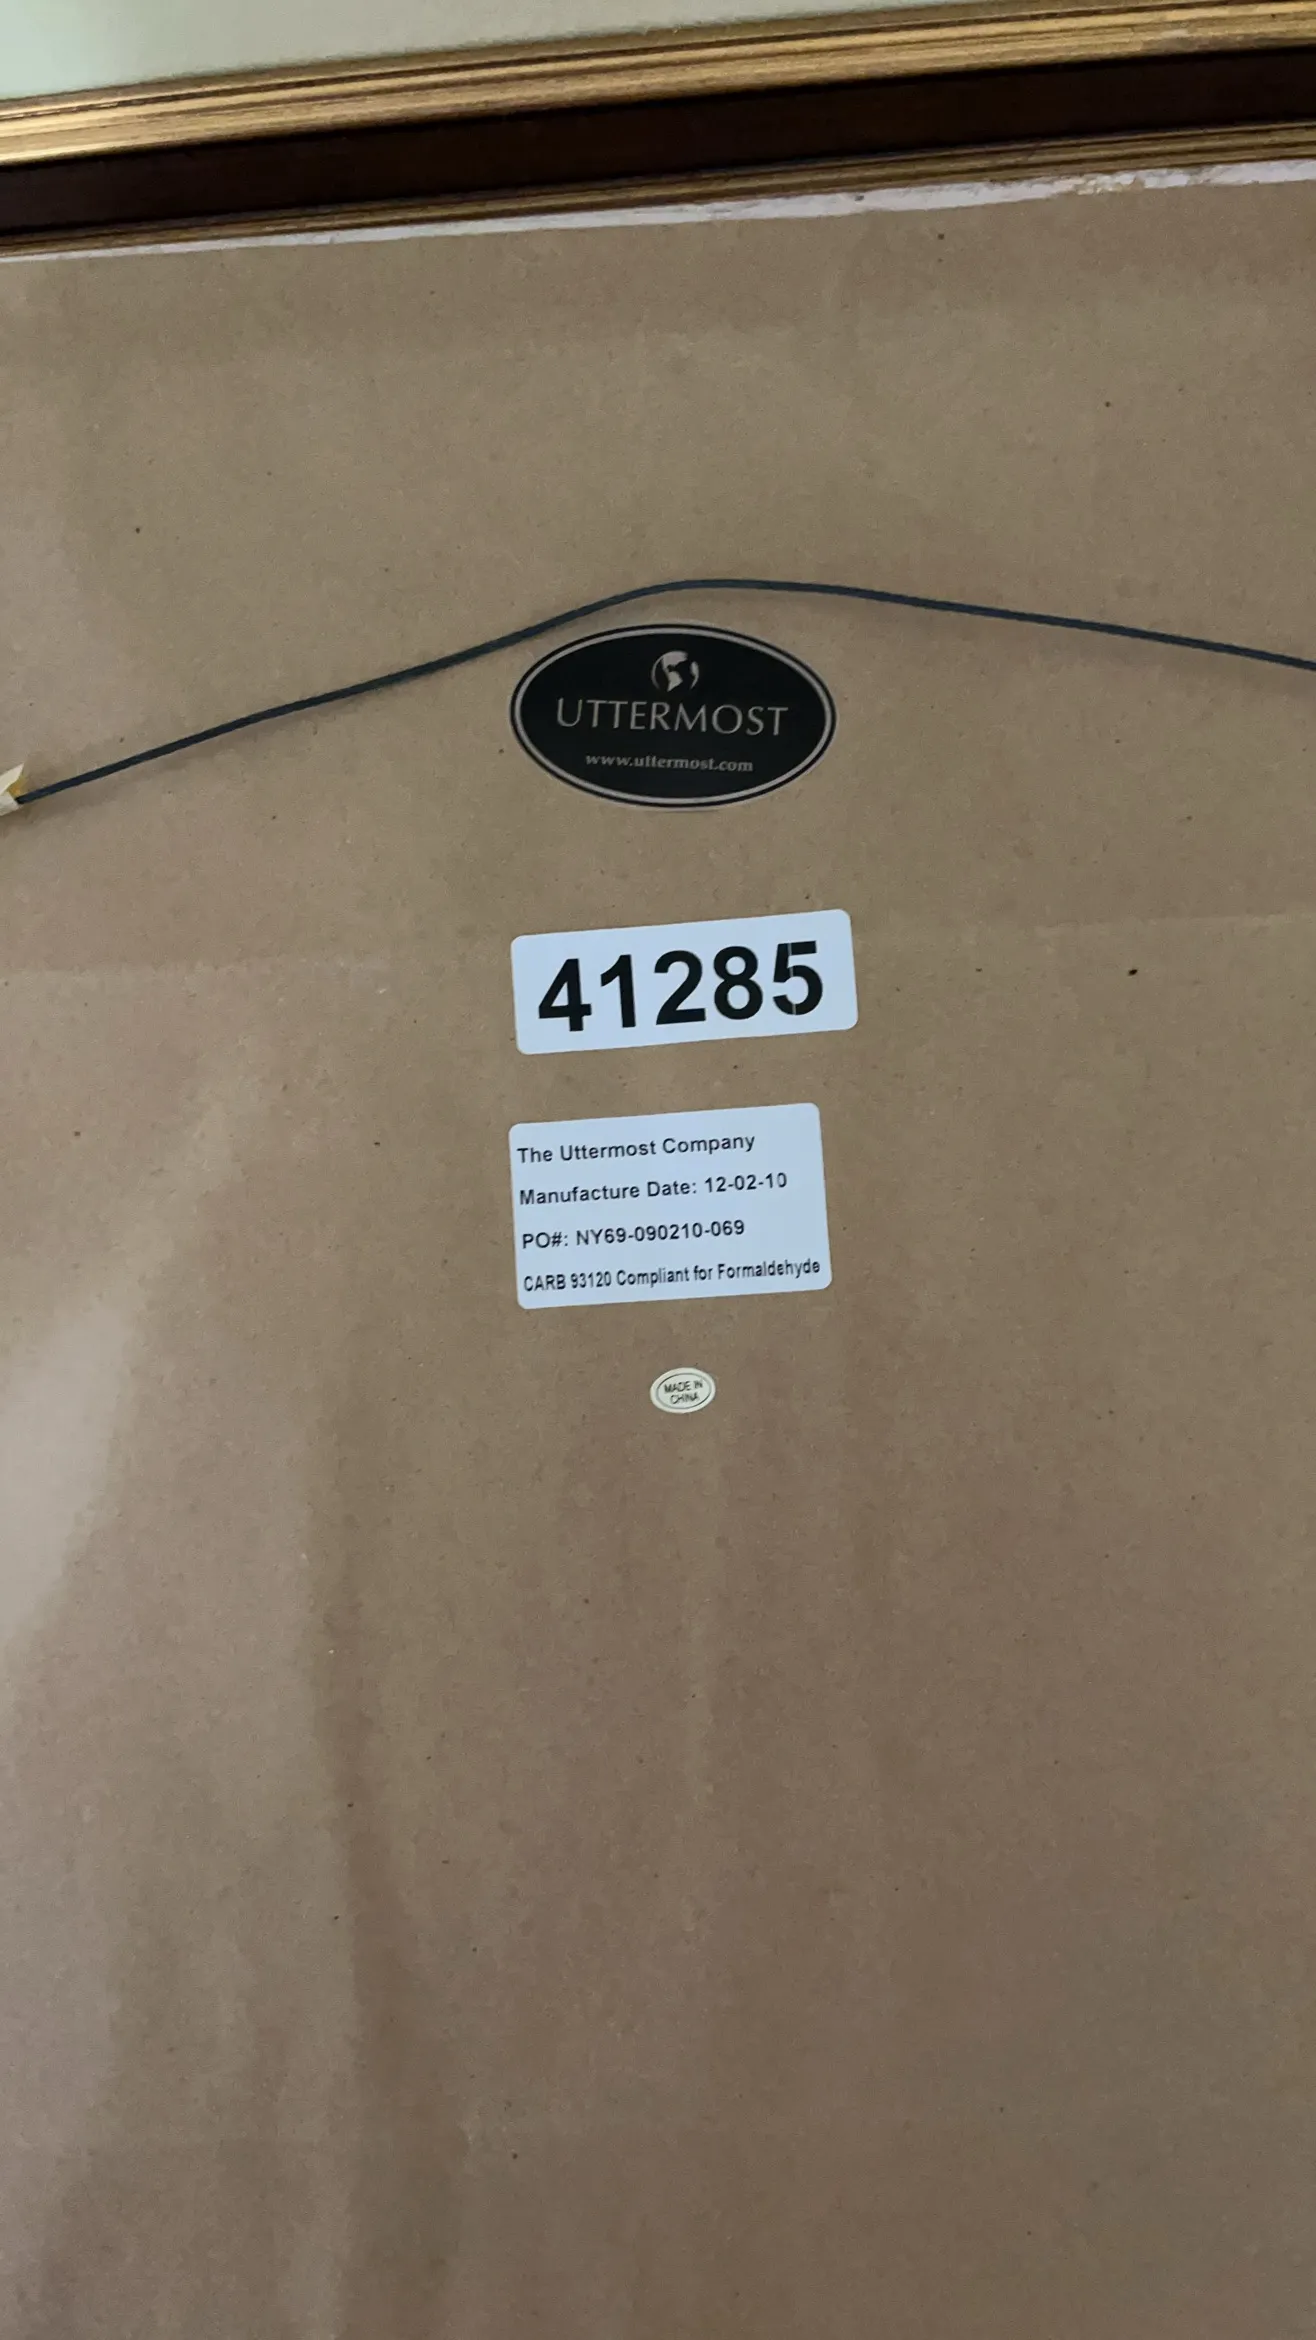 UTTERMOST
www.uttermost.com
41285
The Uttermost Company
Manufacture Date: 12-02-10
PO#: NY69-090210-069
CARB 93120 Compliant for Formaldehyde
MADE IN
CHINA